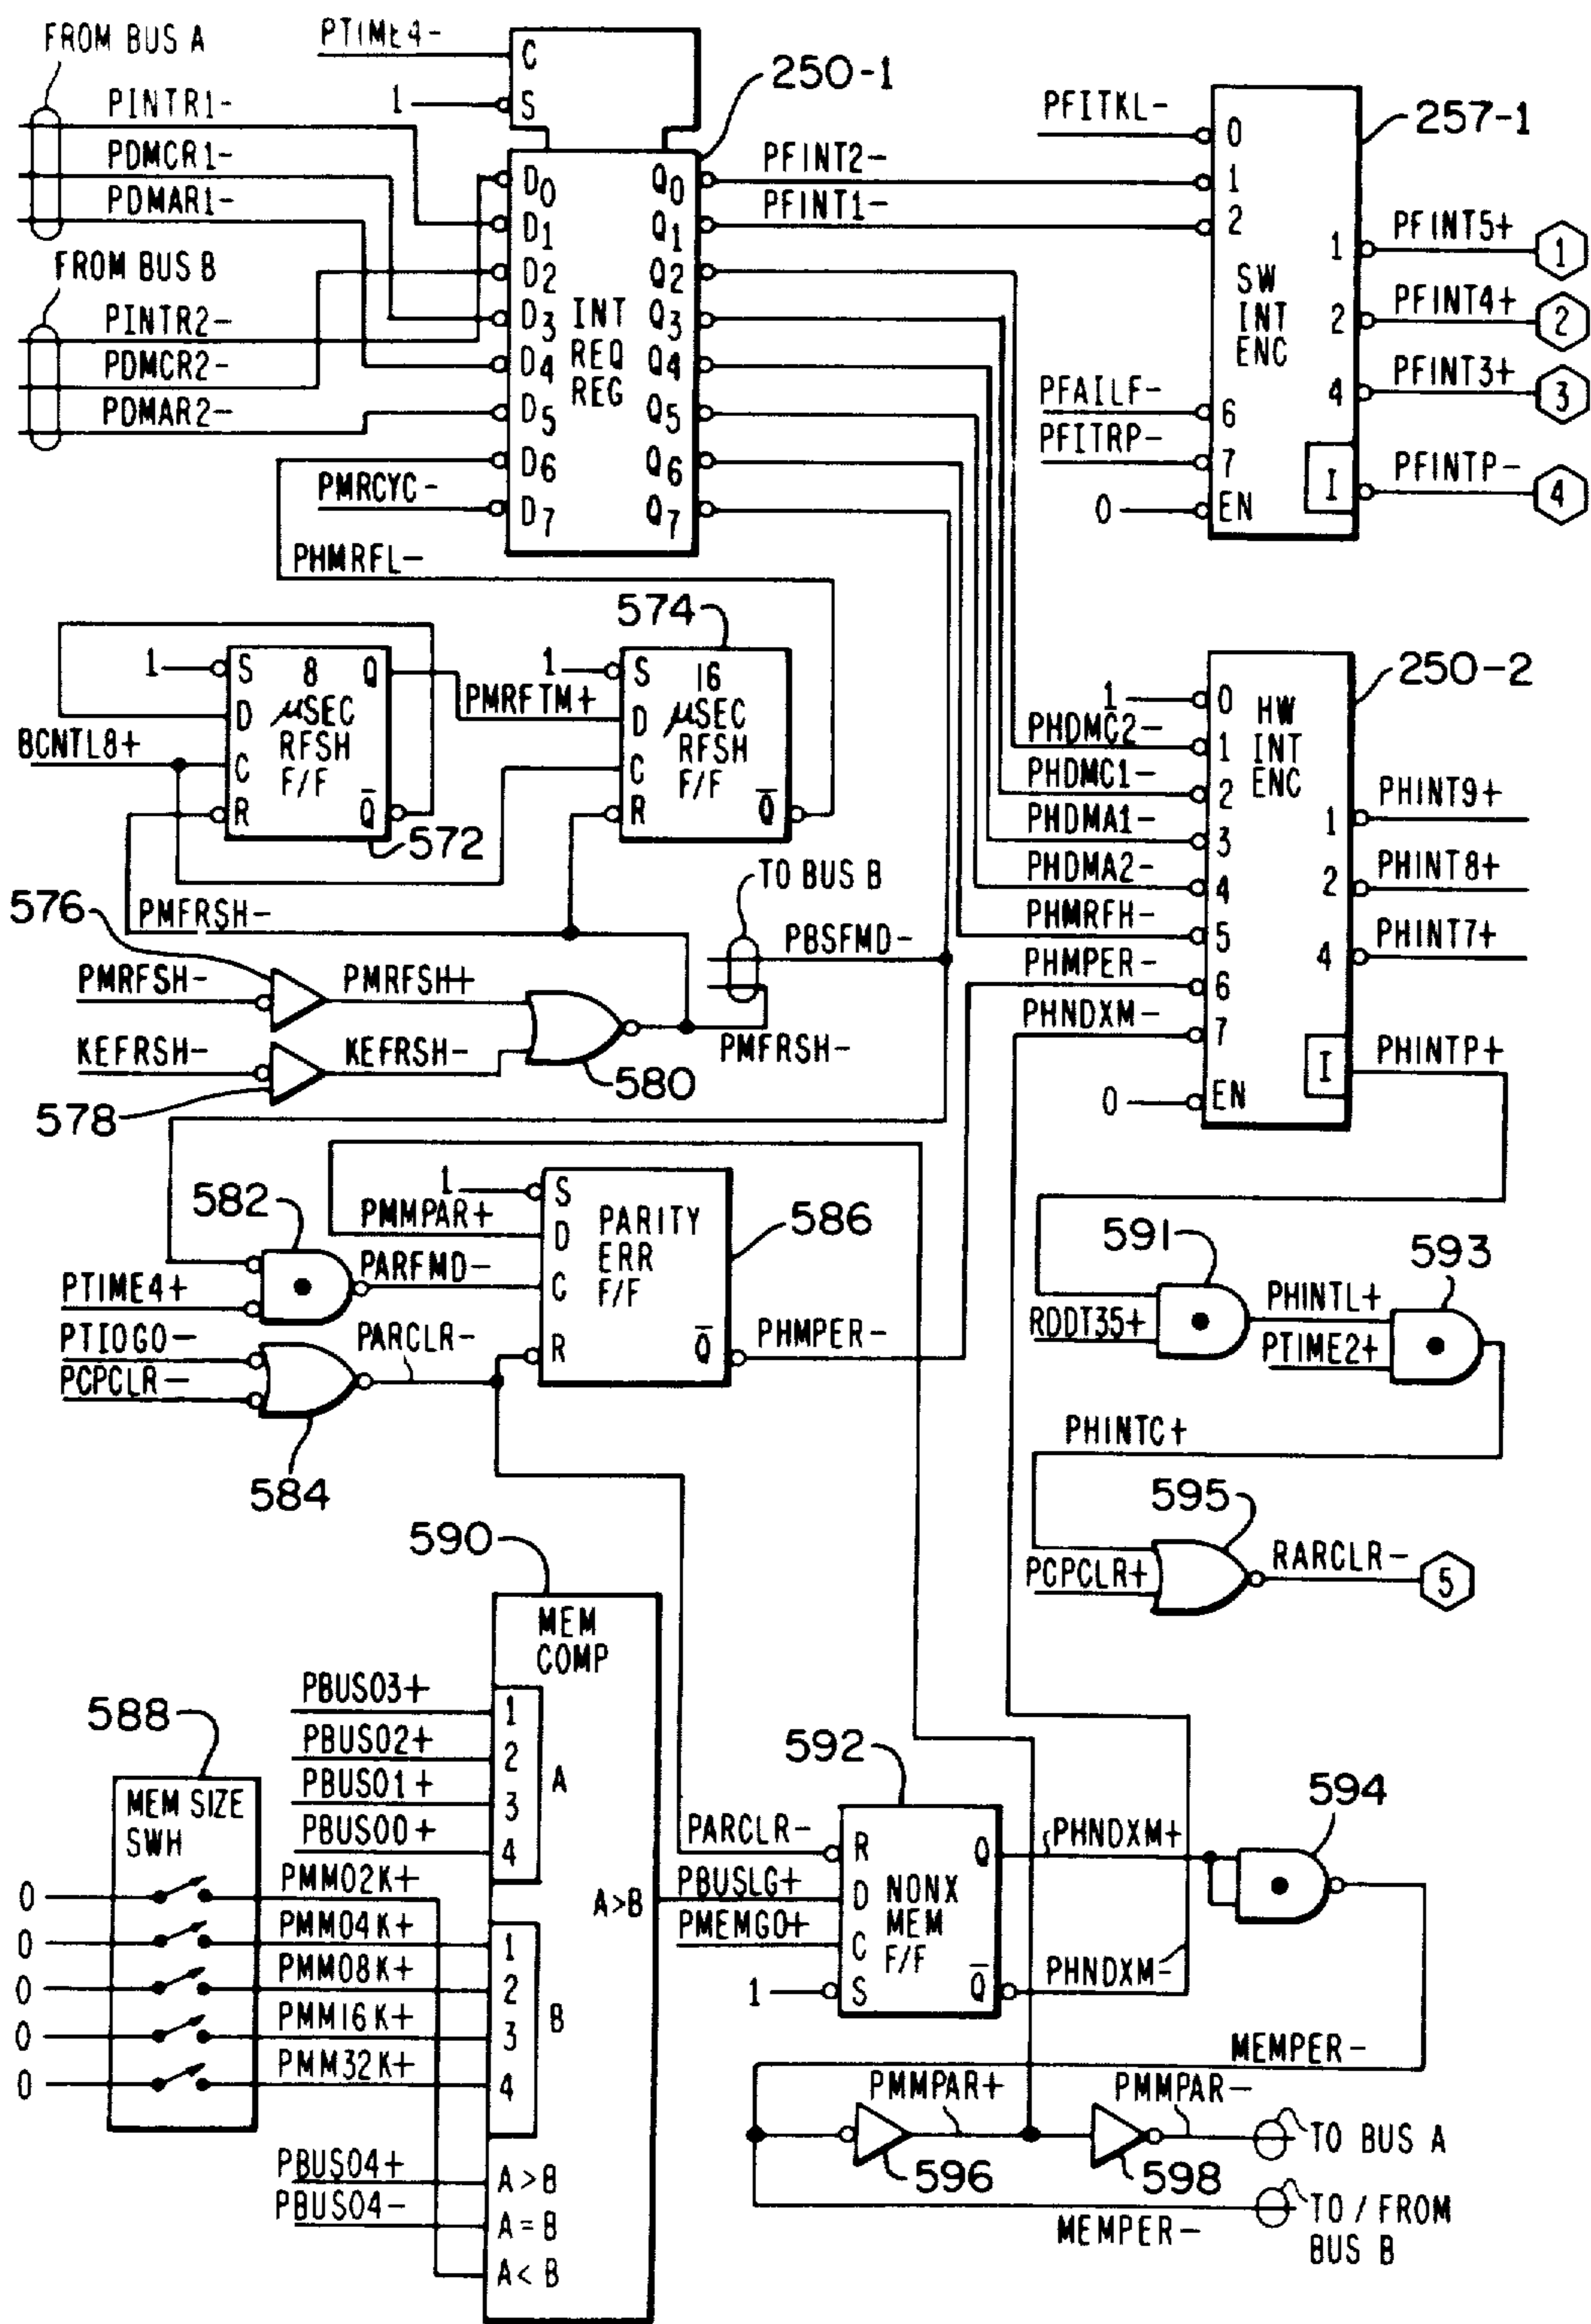 FROM BUS A
PTIME4-
C
1
S
PINTR1-
PDMCR1-
PDMAR1-
FROM BUS B
PINTR2-
PDMCR2-
PDMAR2-
PMRCYC-
PHMRFL-
250-1
D0 Q0
D1 Q1
D2 Q2
D3 INT Q3
D4 REQ Q4
D5 REG Q5
D6 Q6
D7 Q7
PFINT2-
PFINT1-
PFITKL-
257-1
0
1
2
SW
INT
ENC
1
2
4
6
7
EN
I
PFAILF-
PFITRP-
0
PFINT5+ 1
PFINT4+ 2
PFINT3+ 3
PFINTP- 4
574
1 S 8 Q
D μSEC
C RFSH
R F/F Q
572
BCNTL8+
PMRFTM+
1 S 16
D μSEC
C RFSH
R F/F Q
250-2
1 0 HW
PHDMC2- 1 INT
PHDMC1- 2 ENC
PHDMA1- 3
PHDMA2- 4
PHMRFH- 5
PHMPER- 6
PHNDXM- 7
0 EN
1 PHINT9+
2 PHINT8+
4 PHINT7+
I PHINTP+
576
PMFRSH-
TO BUS B
PBSFMD-
PMRFSH- PMRFSH+
KEFRSH- KEFRSH-
PMFRSH-
578
580
582
PMMPAR+
1 S
D PARITY
ERR
C F/F
R Q
586
PTIME4+
PARFMD-
PTIOGO-
PCPCLR-
PARCLR-
584
PHMPER-
591
593
RDDT35+
PHINTL+
PTIME2+
PHINTC+
595
PCPCLR+
RARCLR- 5
590
MEM
COMP
PBUS03+ 1
PBUS02+ 2
PBUS01+ 3
PBUS00+ 4
A
588
MEM SIZE
SWH
0 PMM02K+
0 PMM04K+ 1
0 PMM08K+ 2
0 PMM16K+ 3
0 PMM32K+ 4
B
A>B
PBUS04+ A>B
PBUS04- A=B
A<B
592
PARCLR- R Q PHNDXM+
PBUSLG+ D NONX
PMEMGO+ C MEM
1 S F/F Q PHNDXM-
594
MEMPER-
PMMPAR+
PMMPAR-
596
598
TO BUS A
MEMPER-
TO / FROM
BUS B